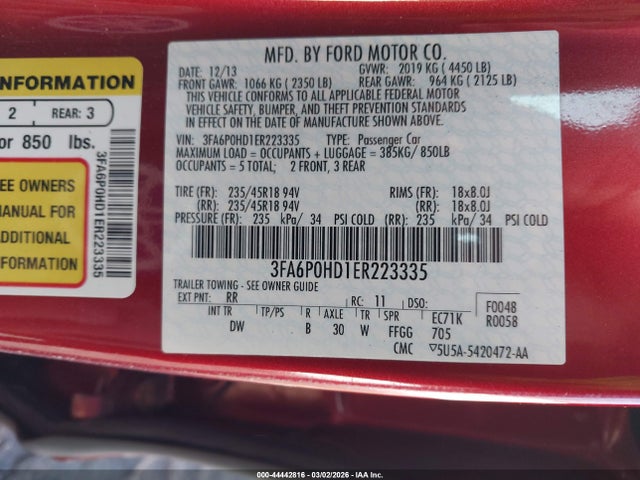 MFD. BY FORD MOTOR CO.
DATE: 12/13 GVWR: 2019 KG ( 4450 LB)
FRONT GAWR: 1066 KG ( 2350 LB) REAR GAWR: 964 KG ( 2125 LB)
THIS VEHICLE CONFORMS TO ALL APPLICABLE FEDERAL MOTOR
VEHICLE SAFETY, BUMPER, AND THEFT PREVENTION STANDARDS
IN EFFECT ON THE DATE OF MANUFACTURE SHOWN ABOVE.
VIN: 3FA6P0HD1ER223335 TYPE: Passenger Car
MAXIMUM LOAD = OCCUPANTS + LUGGAGE = 385KG/ 850LB
OCCUPANTS = 5 TOTAL; 2 FRONT, 3 REAR
TIRE (FR): 235/45R18 94V RIMS (FR): 18x8.0J
(RR): 235/45R18 94V (RR): 18x8.0J
PRESSURE (FR): 235 kPa/ 34 PSI COLD (RR): 235 kPa/ 34 PSI COLD
3FA6P0HD1ER223335
TRAILER TOWING - SEE OWNER GUIDE
EXT PNT: RR RC: 11 DSO: F0048
INT TR TP/PS R AXLE TR SPR EC71K R0058
DW B 30 W FFGG 705
CMC ▽5U5A-5420472-AA
NFORMATION
2 REAR: 3
or 850 lbs.
EE OWNERS
MANUAL FOR
ADDITIONAL
FORMATION
3FA6P0HD1ER223335
000-44442816 | 03/02/2026 | IAA Inc.